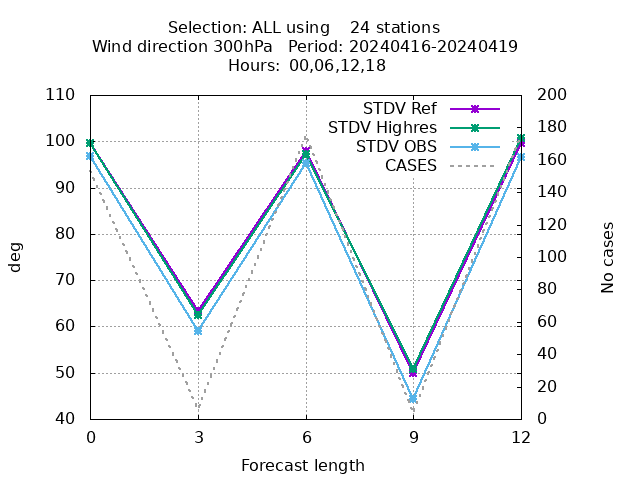 Selection: ALL using    24 stations
Wind direction 300hPa   Period: 20240416-20240419
Hours: 00,06,12,18
STDV Ref
STDV Highres
STDV OBS
CASES
110
100
90
80
70
60
50
40
200
180
160
140
120
100
80
60
40
20
0
deg
No cases
0 3 6 9 12
Forecast length